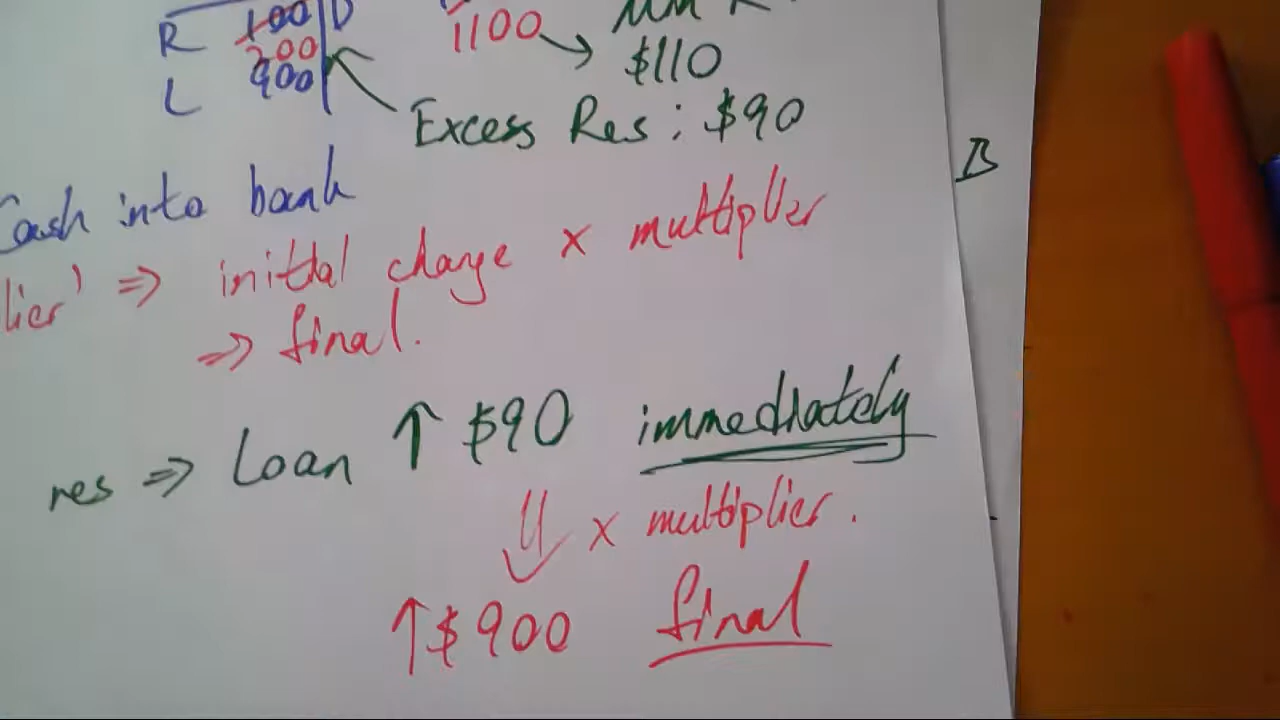 R 100 D
200
L 900
1100 → $110
Excess Res: $90
B
Cash into bank
lier' ⇒ initial change × multiplier
⇒ final.
res ⇒ Loan ↑ $90 immediately
⇓ × multiplier.
↑ $900 final